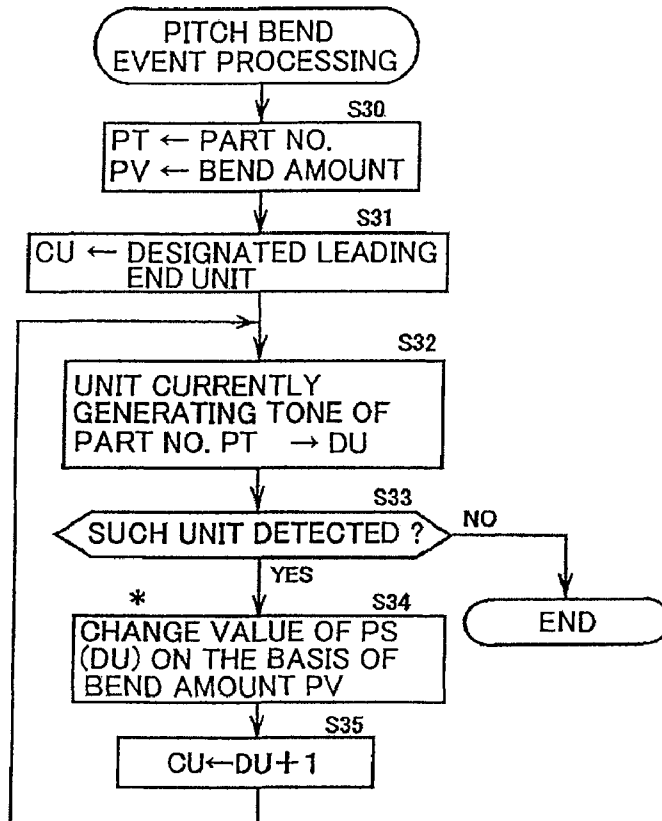 PITCH BEND
EVENT PROCESSING
S30
PT ← PART NO.
PV ← BEND AMOUNT
S31
CU ← DESIGNATED LEADING
END UNIT
S32
UNIT CURRENTLY
GENERATING TONE OF
PART NO. PT → DU
S33
SUCH UNIT DETECTED ?
NO
YES
END
*
S34
CHANGE VALUE OF PS
(DU) ON THE BASIS OF
BEND AMOUNT PV
S35
CU←DU+1